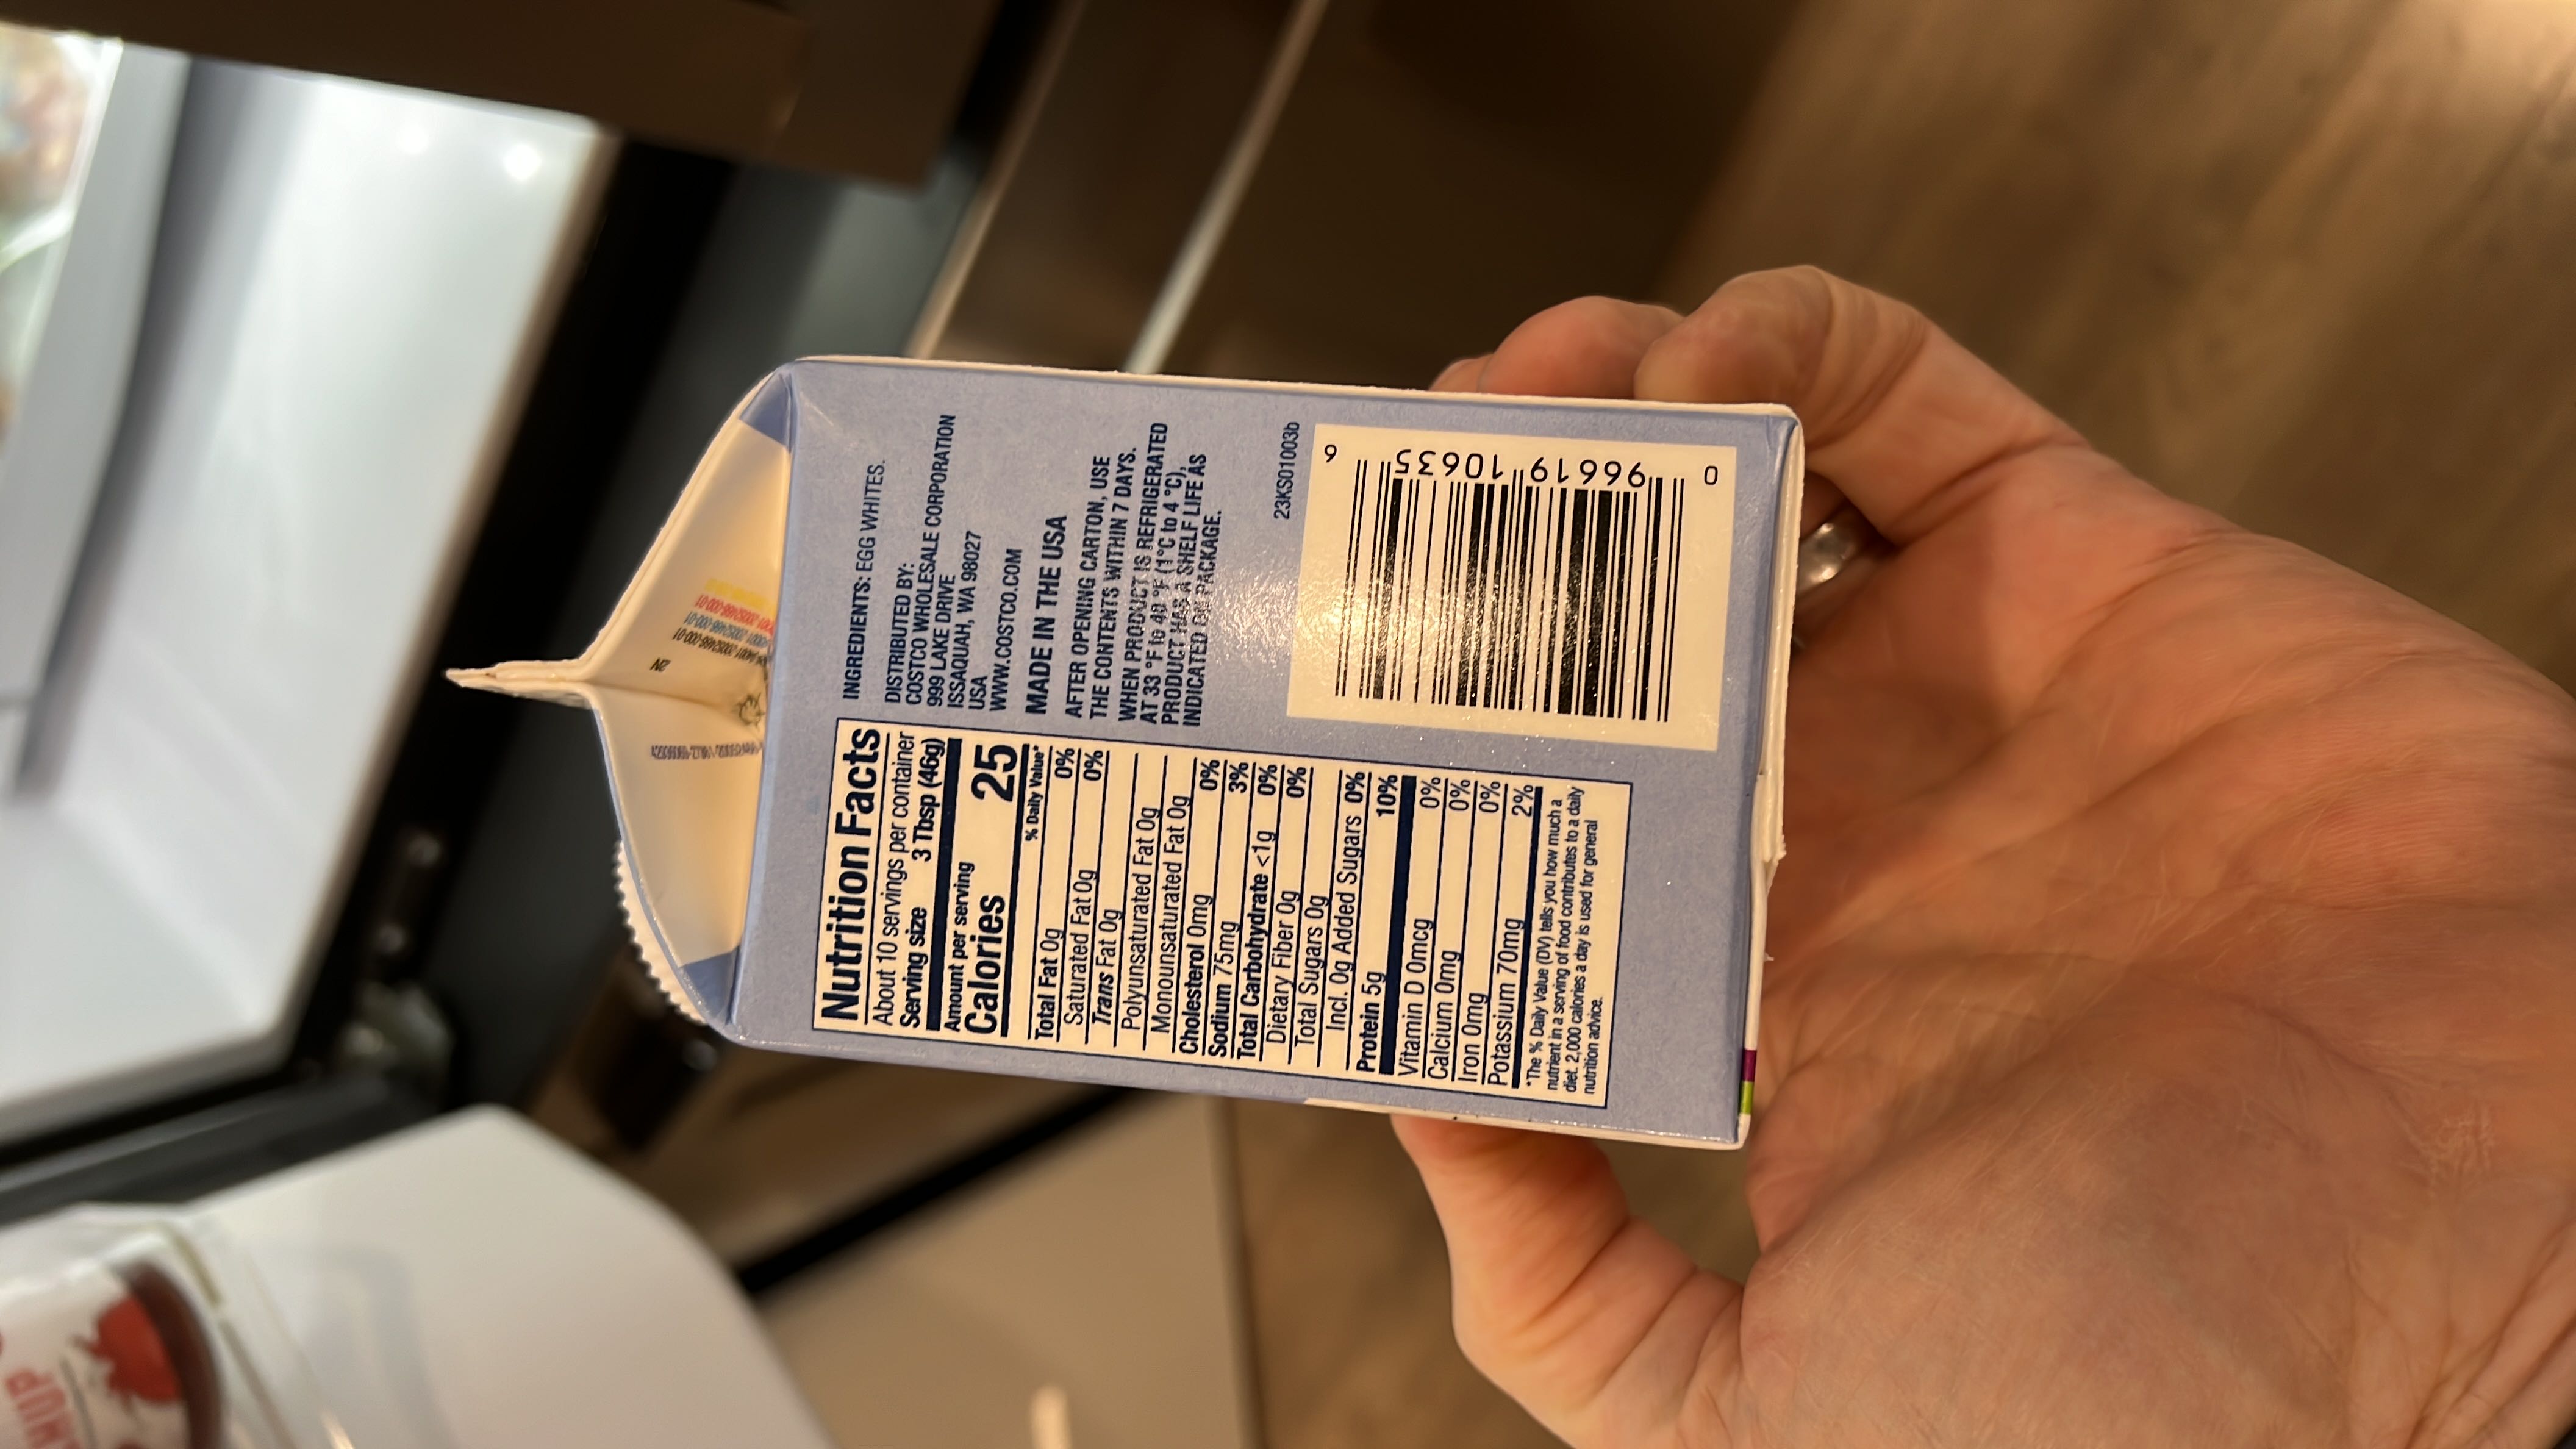 Nutrition Facts
About 10 servings per container
Serving size 3 Tbsp (46g)
Amount per serving
Calories 25
% Daily Value*
Total Fat 0g 0%
Saturated Fat 0g 0%
Trans Fat 0g
Polyunsaturated Fat 0g
Monounsaturated Fat 0g
Cholesterol 0mg 0%
Sodium 75mg 3%
Total Carbohydrate <1g 0%
Dietary Fiber 0g 0%
Total Sugars 0g
Incl. 0g Added Sugars 0%
Protein 5g 10%
Vitamin D 0mcg 0%
Calcium 0mg 0%
Iron 0mg 0%
Potassium 70mg 2%
*The % Daily Value (DV) tells you how much a
nutrient in a serving of food contributes to a daily
diet. 2,000 calories a day is used for general
nutrition advice.
INGREDIENTS: EGG WHITES.
DISTRIBUTED BY:
COSTCO WHOLESALE CORPORATION
999 LAKE DRIVE
ISSAQUAH, WA 98027
USA
WWW.COSTCO.COM
MADE IN THE USA
AFTER OPENING CARTON, USE
THE CONTENTS WITHIN 7 DAYS.
WHEN PRODUCT IS REFRIGERATED
AT 33 °F to 40 °F (1 °C to 4 °C),
PRODUCT HAS A SHELF LIFE AS
INDICATED ON PACKAGE.
23KS01003b
0 96619 10635 6